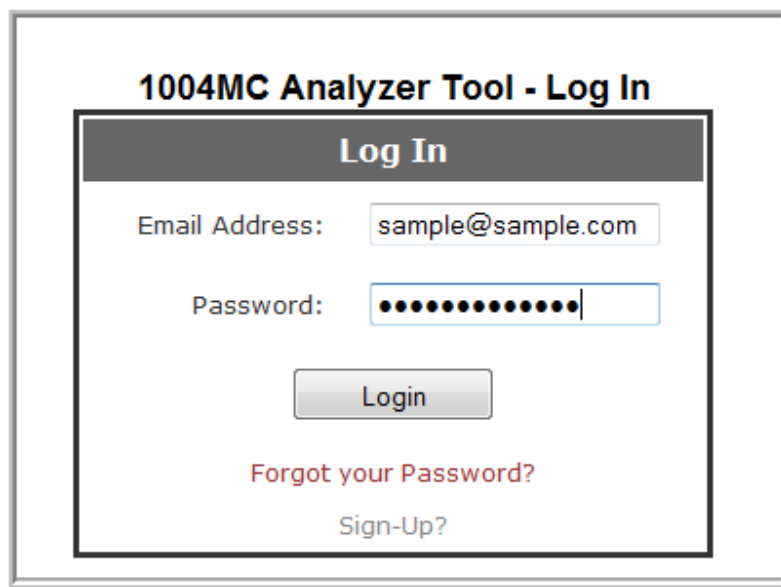 1004MC Analyzer Tool - Log In
Log In
Email Address: sample@sample.com
Password: •••••••••••••
Login
Forgot your Password?
Sign-Up?